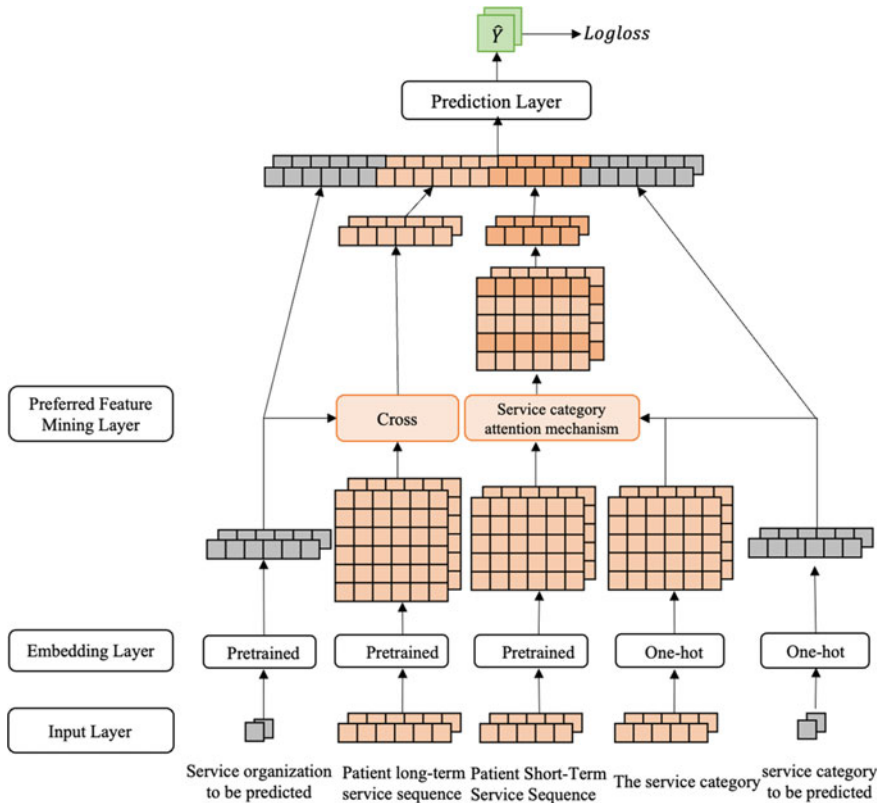 Ŷ
Logloss
Prediction Layer
Preferred Feature
Mining Layer
Cross
Service category
attention mechanism
Embedding Layer
Pretrained
Pretrained
Pretrained
One-hot
One-hot
Input Layer
Service organization
to be predicted
Patient long-term
service sequence
Patient Short-Term
Service Sequence
The service category
service category
to be predicted